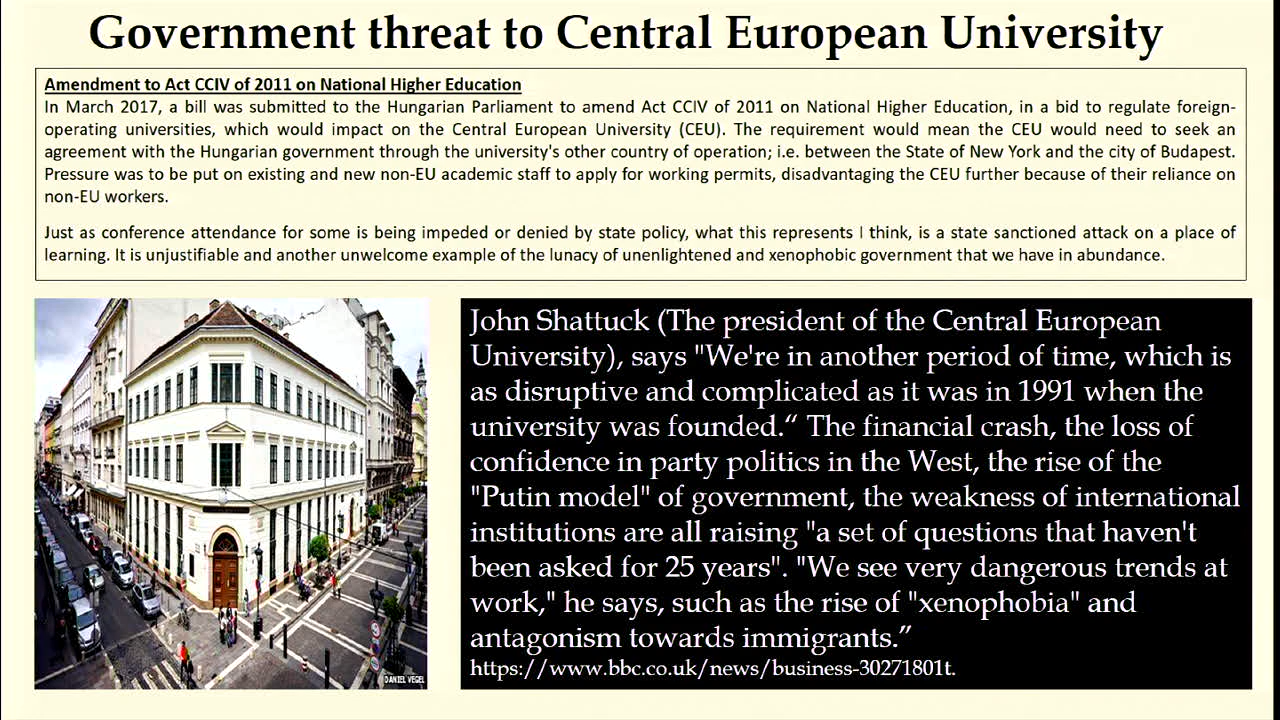 Government threat to Central European University
Amendment to Act CCIV of 2011 on National Higher Education
In March 2017, a bill was submitted to the Hungarian Parliament to amend Act CCIV of 2011 on National Higher Education, in a bid to regulate foreign-
operating universities, which would impact on the Central European University (CEU). The requirement would mean the CEU would need to seek an
agreement with the Hungarian government through the university's other country of operation; i.e. between the State of New York and the city of Budapest.
Pressure was to be put on existing and new non-EU academic staff to apply for working permits, disadvantaging the CEU further because of their reliance on
non-EU workers.
Just as conference attendance for some is being impeded or denied by state policy, what this represents I think, is a state sanctioned attack on a place of
learning. It is unjustifiable and another unwelcome example of the lunacy of unenlightened and xenophobic government that we have in abundance.
John Shattuck (The president of the Central European
University), says "We're in another period of time, which is
as disruptive and complicated as it was in 1991 when the
university was founded.“ The financial crash, the loss of
confidence in party politics in the West, the rise of the
"Putin model" of government, the weakness of international
institutions are all raising "a set of questions that haven't
been asked for 25 years". "We see very dangerous trends at
work," he says, such as the rise of "xenophobia" and
antagonism towards immigrants.”
https://www.bbc.co.uk/news/business-30271801t.
DANIEL VEGEL